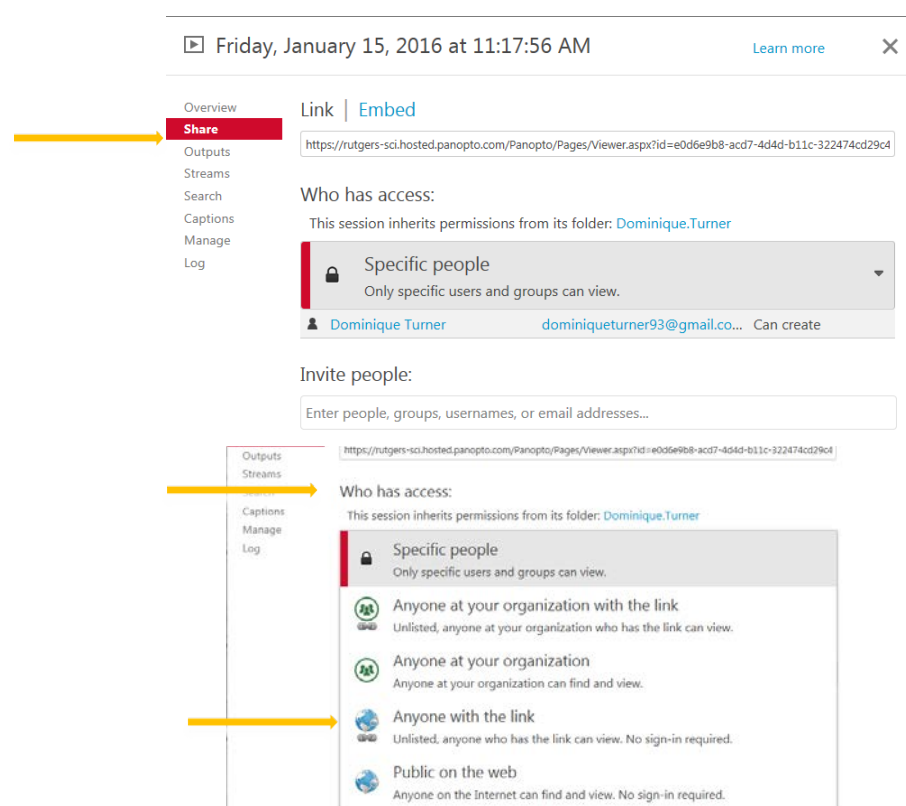 Friday, January 15, 2016 at 11:17:56 AM
Learn more
Overview
Share
Outputs
Streams
Search
Captions
Manage
Log
Link | Embed
https://rutgers-sci.hosted.panopto.com/Panopto/Pages/Viewer.aspx?id=e0d6e9b8-acd7-4d4d-b11c-322474cd29c4
Who has access:
This session inherits permissions from its folder: Dominique.Turner
Specific people
Only specific users and groups can view.
Dominique Turner dominiqueturner93@gmail.co... Can create
Invite people:
Enter people, groups, usernames, or email addresses...
Outputs
Streams
Search
Captions
Manage
Log
https://rutgers-sci.hosted.panopto.com/Panopto/Pages/Viewer.aspx?id=e0d6e9b8-acd7-4d4d-b11c-322474cd29c4
Who has access:
This session inherits permissions from its folder: Dominique.Turner
Specific people
Only specific users and groups can view.
Anyone at your organization with the link
Unlisted, anyone at your organization who has the link can view.
Anyone at your organization
Anyone at your organization can find and view.
Anyone with the link
Unlisted, anyone who has the link can view. No sign-in required.
Public on the web
Anyone on the Internet can find and view. No sign-in required.